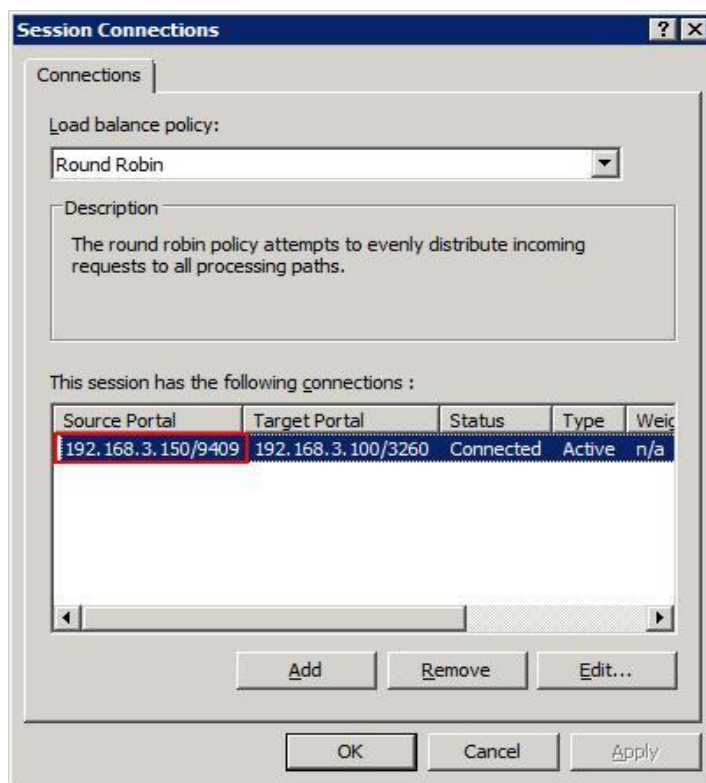 Session Connections
Connections
Load balance policy:
Round Robin
Description
The round robin policy attempts to evenly distribute incoming
requests to all processing paths.
This session has the following connections :
Source Portal Target Portal Status Type Weig
192.168.3.150/9409 192.168.3.100/3260 Connected Active n/a
Add Remove Edit...
OK Cancel Apply